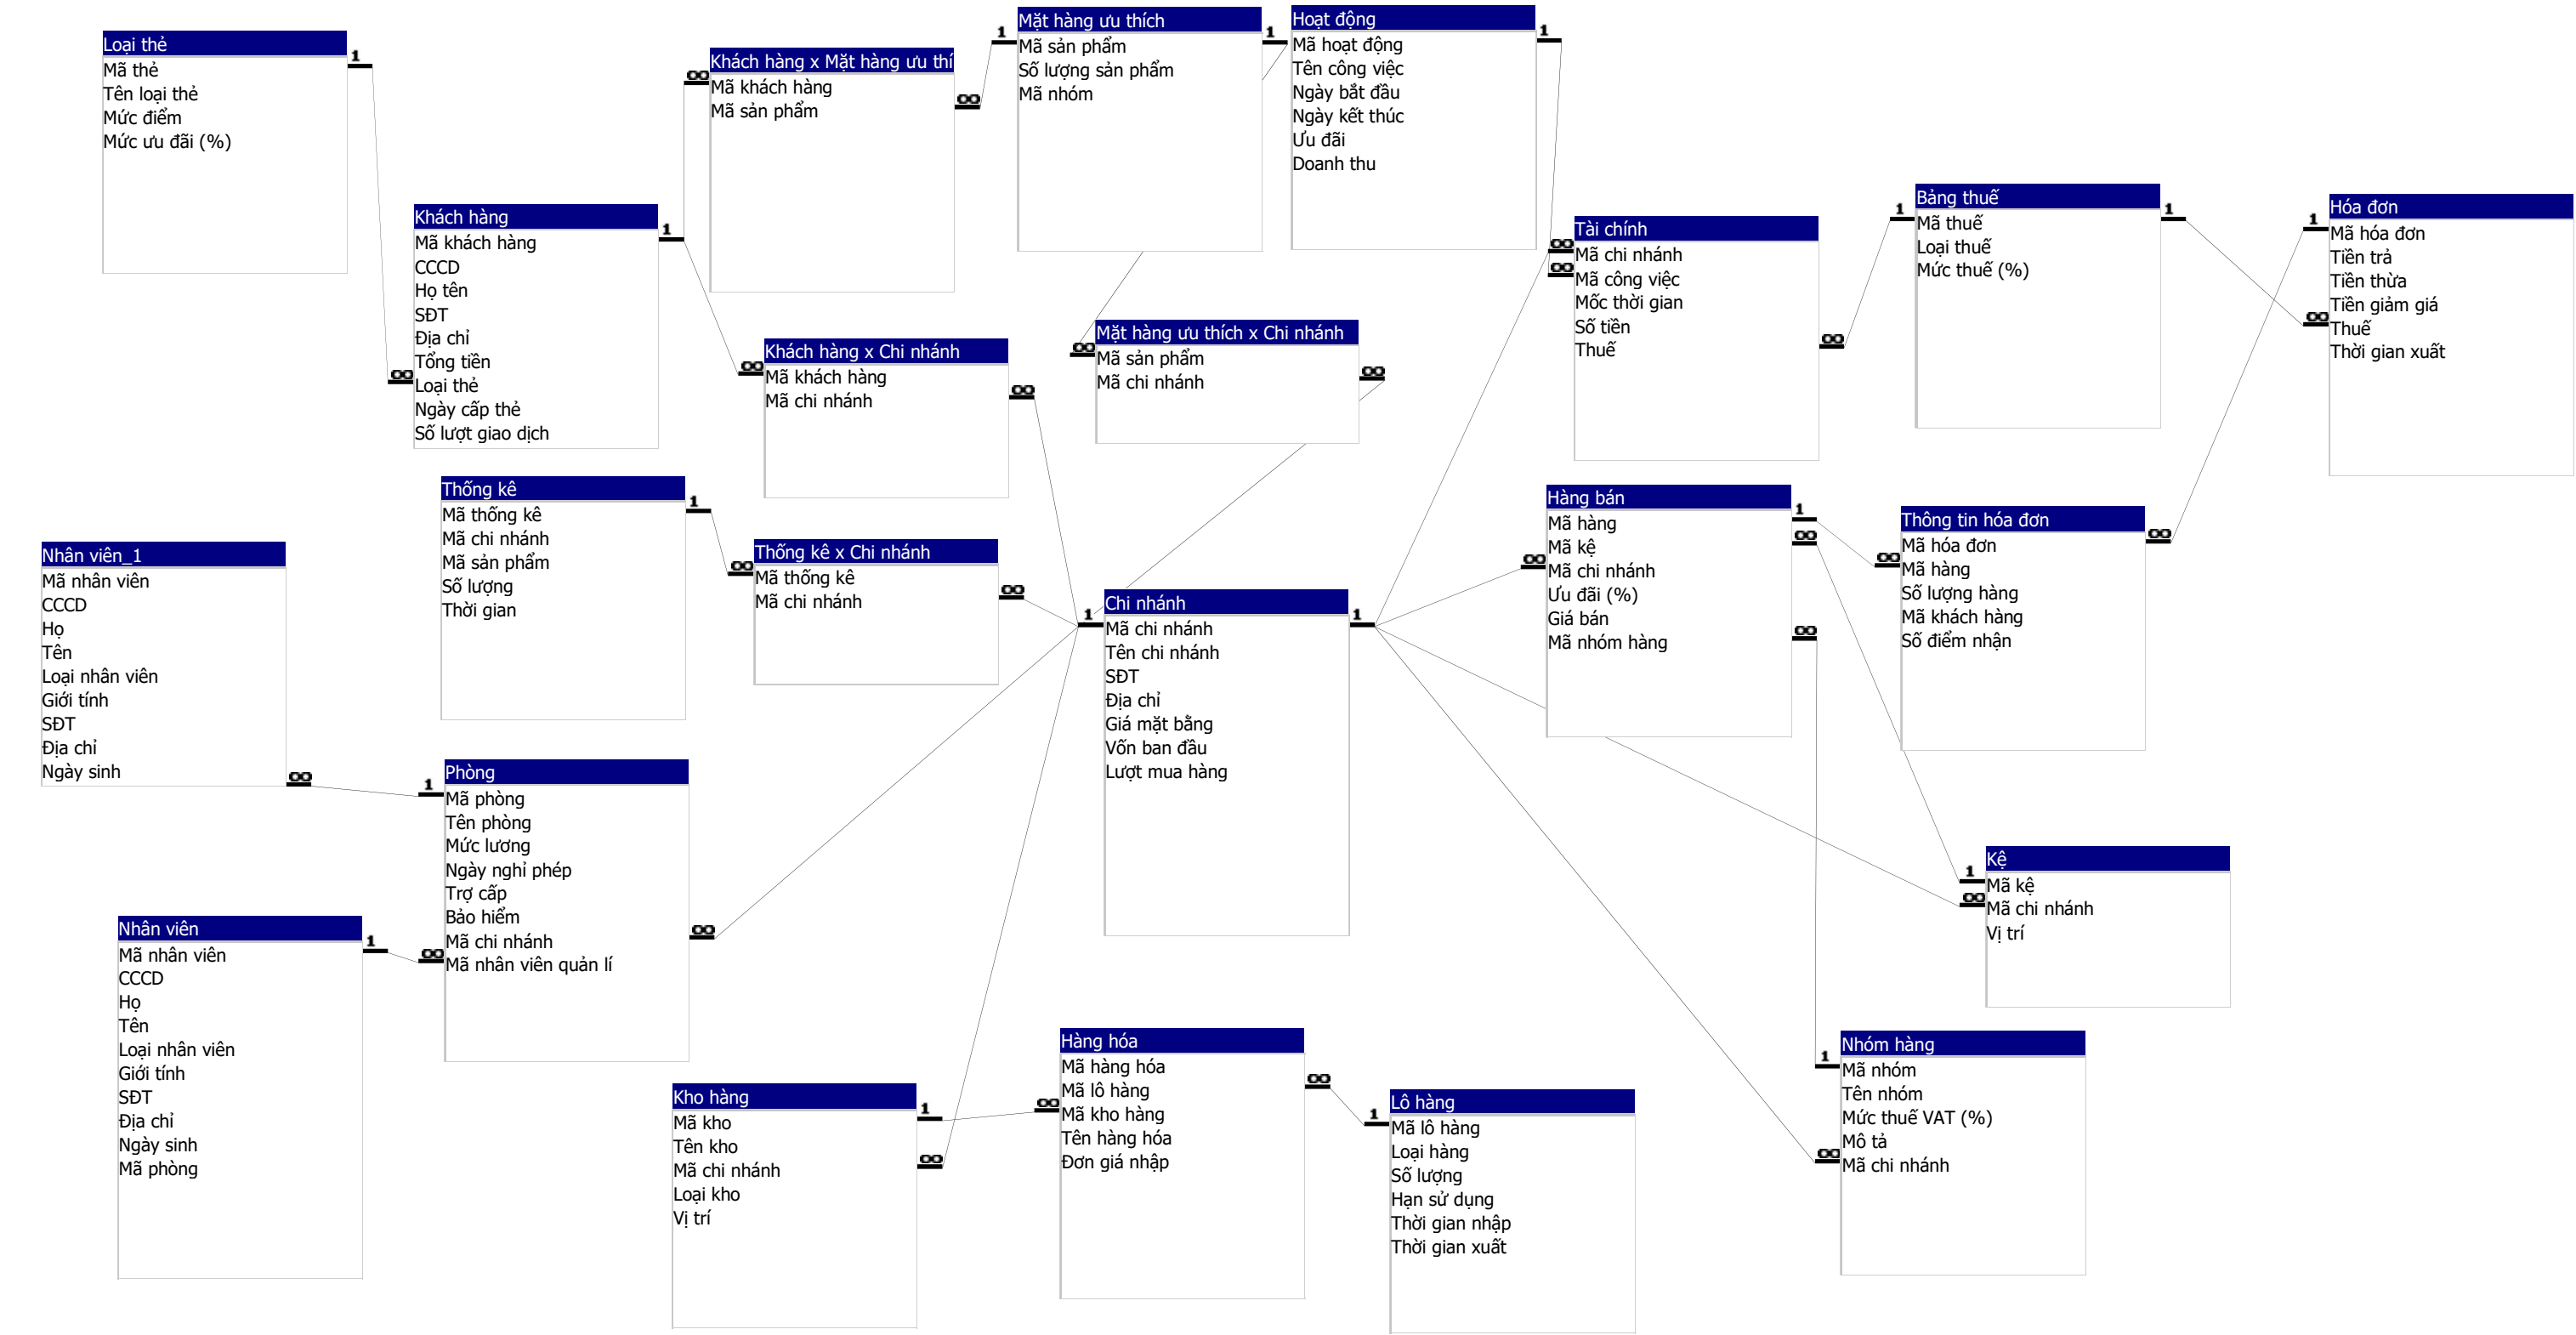 Loại thẻ
Mã thẻ
Tên loại thẻ
Mức điểm
Mức ưu đãi (%)
Khách hàng
Mã khách hàng
CCCD
Họ tên
SĐT
Địa chỉ
Tổng tiền
Loại thẻ
Ngày cấp thẻ
Số lượt giao dịch
Khách hàng x Mặt hàng ưu thí
Mã khách hàng
Mã sản phẩm
Mặt hàng ưu thích
Mã sản phẩm
Số lượng sản phẩm
Mã nhóm
Hoạt động
Mã hoạt động
Tên công việc
Ngày bắt đầu
Ngày kết thúc
Ưu đãi
Doanh thu
Khách hàng x Chi nhánh
Mã khách hàng
Mã chi nhánh
Mặt hàng ưu thích x Chi nhánh
Mã sản phẩm
Mã chi nhánh
Tài chính
Mã chi nhánh
Mã công việc
Mốc thời gian
Số tiền
Thuế
Bảng thuế
Mã thuế
Loại thuế
Mức thuế (%)
Hóa đơn
Mã hóa đơn
Tiền trả
Tiền thừa
Tiền giảm giá
Thuế
Thời gian xuất
Thống kê
Mã thống kê
Mã chi nhánh
Mã sản phẩm
Số lượng
Thời gian
Thống kê x Chi nhánh
Mã thống kê
Mã chi nhánh
Nhân viên_1
Mã nhân viên
CCCD
Họ
Tên
Loại nhân viên
Giới tính
SĐT
Địa chỉ
Ngày sinh
Chi nhánh
Mã chi nhánh
Tên chi nhánh
SĐT
Địa chỉ
Giá mặt bằng
Vốn ban đầu
Lượt mua hàng
Hàng bán
Mã hàng
Mã kệ
Mã chi nhánh
Ưu đãi (%)
Giá bán
Mã nhóm hàng
Thông tin hóa đơn
Mã hóa đơn
Mã hàng
Số lượng hàng
Mã khách hàng
Số điểm nhận
Phòng
Mã phòng
Tên phòng
Mức lương
Ngày nghỉ phép
Trợ cấp
Bảo hiểm
Mã chi nhánh
Mã nhân viên quản lí
Kệ
Mã kệ
Mã chi nhánh
Vị trí
Nhân viên
Mã nhân viên
CCCD
Họ
Tên
Loại nhân viên
Giới tính
SĐT
Địa chỉ
Ngày sinh
Mã phòng
Kho hàng
Mã kho
Tên kho
Mã chi nhánh
Loại kho
Vị trí
Hàng hóa
Mã hàng hóa
Mã lô hàng
Mã kho hàng
Tên hàng hóa
Đơn giá nhập
Lô hàng
Mã lô hàng
Loại hàng
Số lượng
Hạn sử dụng
Thời gian nhập
Thời gian xuất
Nhóm hàng
Mã nhóm
Tên nhóm
Mức thuế VAT (%)
Mô tả
Mã chi nhánh